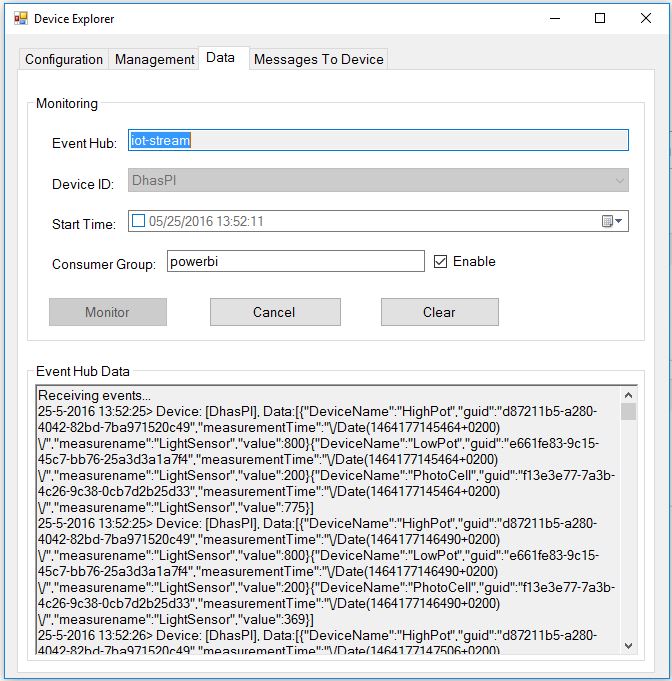 Device Explorer
Configuration Management Data Messages To Device
Monitoring
Event Hub: iot-stream
Device ID: DhasPI
Start Time: 05/25/2016 13:52:11
Consumer Group: powerbi Enable
Monitor Cancel Clear
Event Hub Data
Receiving events...
25-5-2016 13:52:25> Device: [DhasPI], Data:[{"DeviceName":"HighPot","guid":"d87211b5-a280-
4042-82bd-7ba971520c49","measurementTime":"\/Date(1464177145464+0200)
\/","measurename":"LightSensor","value":800}{"DeviceName":"LowPot","guid":"e661fe83-9c15-
45c7-bb76-25a3d3a1a7f4","measurementTime":"\/Date(1464177145464+0200)
\/","measurename":"LightSensor","value":200}{"DeviceName":"PhotoCell","guid":"f13e3e77-7a3b-
4c26-9c38-0cb7d2b25d33","measurementTime":"\/Date(1464177145464+0200)
\/","measurename":"LightSensor","value":775}]
25-5-2016 13:52:25> Device: [DhasPI], Data:[{"DeviceName":"HighPot","guid":"d87211b5-a280-
4042-82bd-7ba971520c49","measurementTime":"\/Date(1464177146490+0200)
\/","measurename":"LightSensor","value":800}{"DeviceName":"LowPot","guid":"e661fe83-9c15-
45c7-bb76-25a3d3a1a7f4","measurementTime":"\/Date(1464177146490+0200)
\/","measurename":"LightSensor","value":200}{"DeviceName":"PhotoCell","guid":"f13e3e77-7a3b-
4c26-9c38-0cb7d2b25d33","measurementTime":"\/Date(1464177146490+0200)
\/","measurename":"LightSensor","value":369}]
25-5-2016 13:52:26> Device: [DhasPI], Data:[{"DeviceName":"HighPot","guid":"d87211b5-a280-
4042-82bd-7ba971520c49","measurementTime":"\/Date(1464177147506+0200)